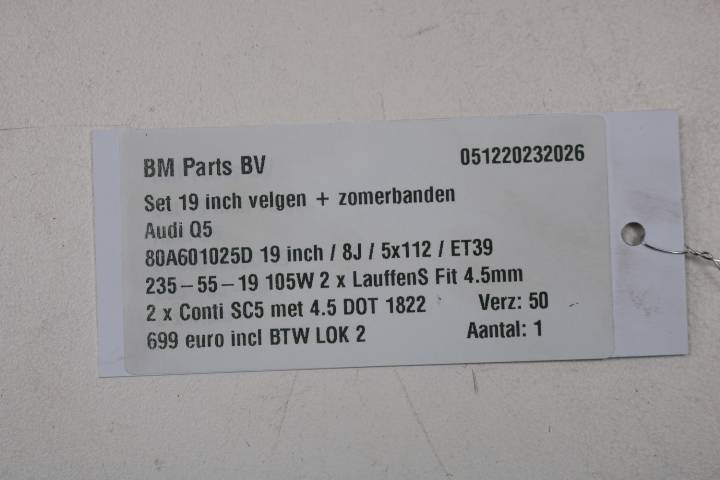 BM Parts BV 051220232026
Set 19 inch velgen + zomerbanden
Audi Q5
80A601025D 19 inch / 8J / 5x112 / ET39
235-55-19 105W 2 x LauffenS Fit 4.5mm
2 x Conti SC5 met 4.5 DOT 1822 Verz: 50
699 euro incl BTW LOK 2 Aantal: 1